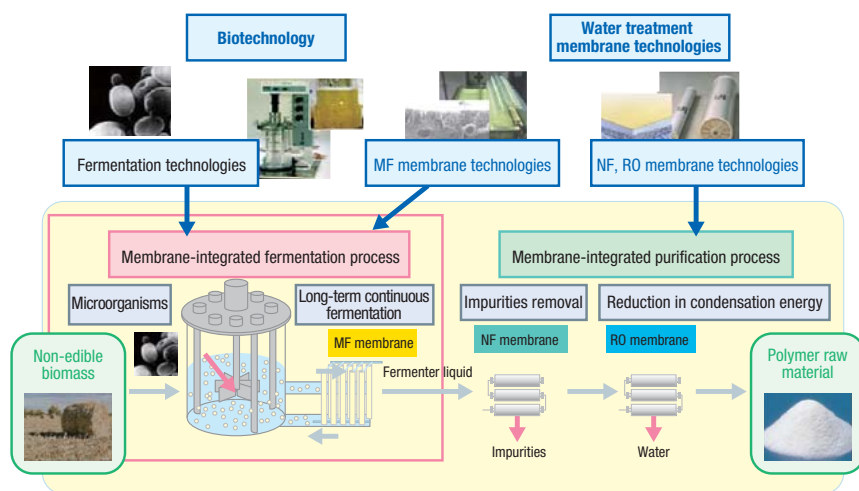 Biotechnology
Water treatment
membrane technologies
Fermentation technologies
MF membrane technologies
NF, RO membrane technologies
Membrane-integrated fermentation process
Membrane-integrated purification process
Microorganisms
Long-term continuous
fermentation
Impurities removal
Reduction in condensation energy
MF membrane
NF membrane
RO membrane
Non-edible
biomass
Fermenter liquid
Polymer raw
material
Impurities
Water